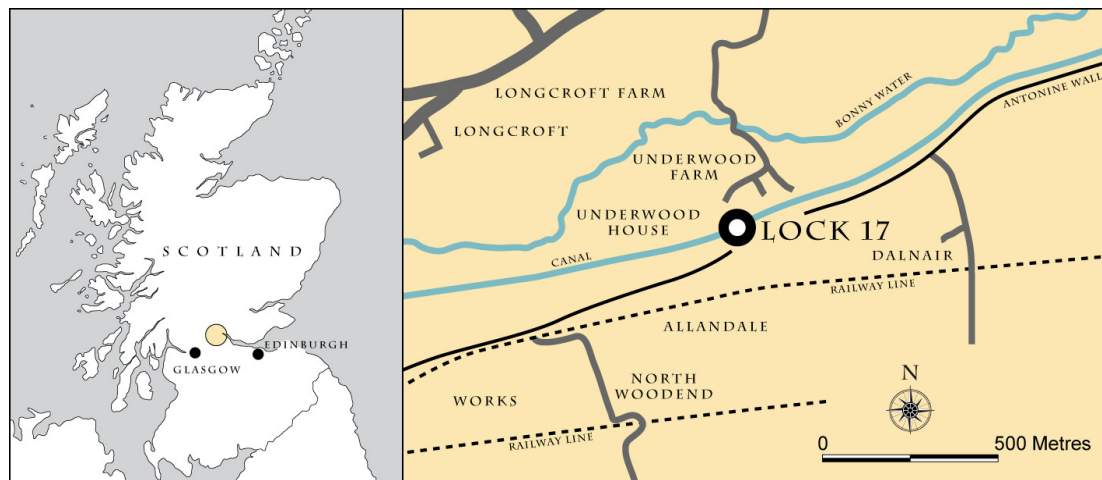 SCOTLAND
GLASGOW
EDINBURGH
LONGCROFT FARM
LONGCROFT
BONNY WATER
ANTONINE WALL
UNDERWOOD
FARM
UNDERWOOD
HOUSE
LOCK 17
CANAL
DALNAIR
RAILWAY LINE
ALLANDALE
NORTH
WOODEND
WORKS
RAILWAY LINE
N
0 500 Metres